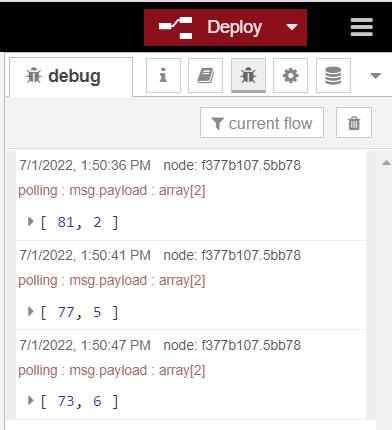 Deploy
debug
current flow
7/1/2022, 1:50:36 PM node: f377b107.5bb78
polling : msg.payload : array[2]
[ 81, 2 ]
7/1/2022, 1:50:41 PM node: f377b107.5bb78
polling : msg.payload : array[2]
[ 77, 5 ]
7/1/2022, 1:50:47 PM node: f377b107.5bb78
polling : msg.payload : array[2]
[ 73, 6 ]